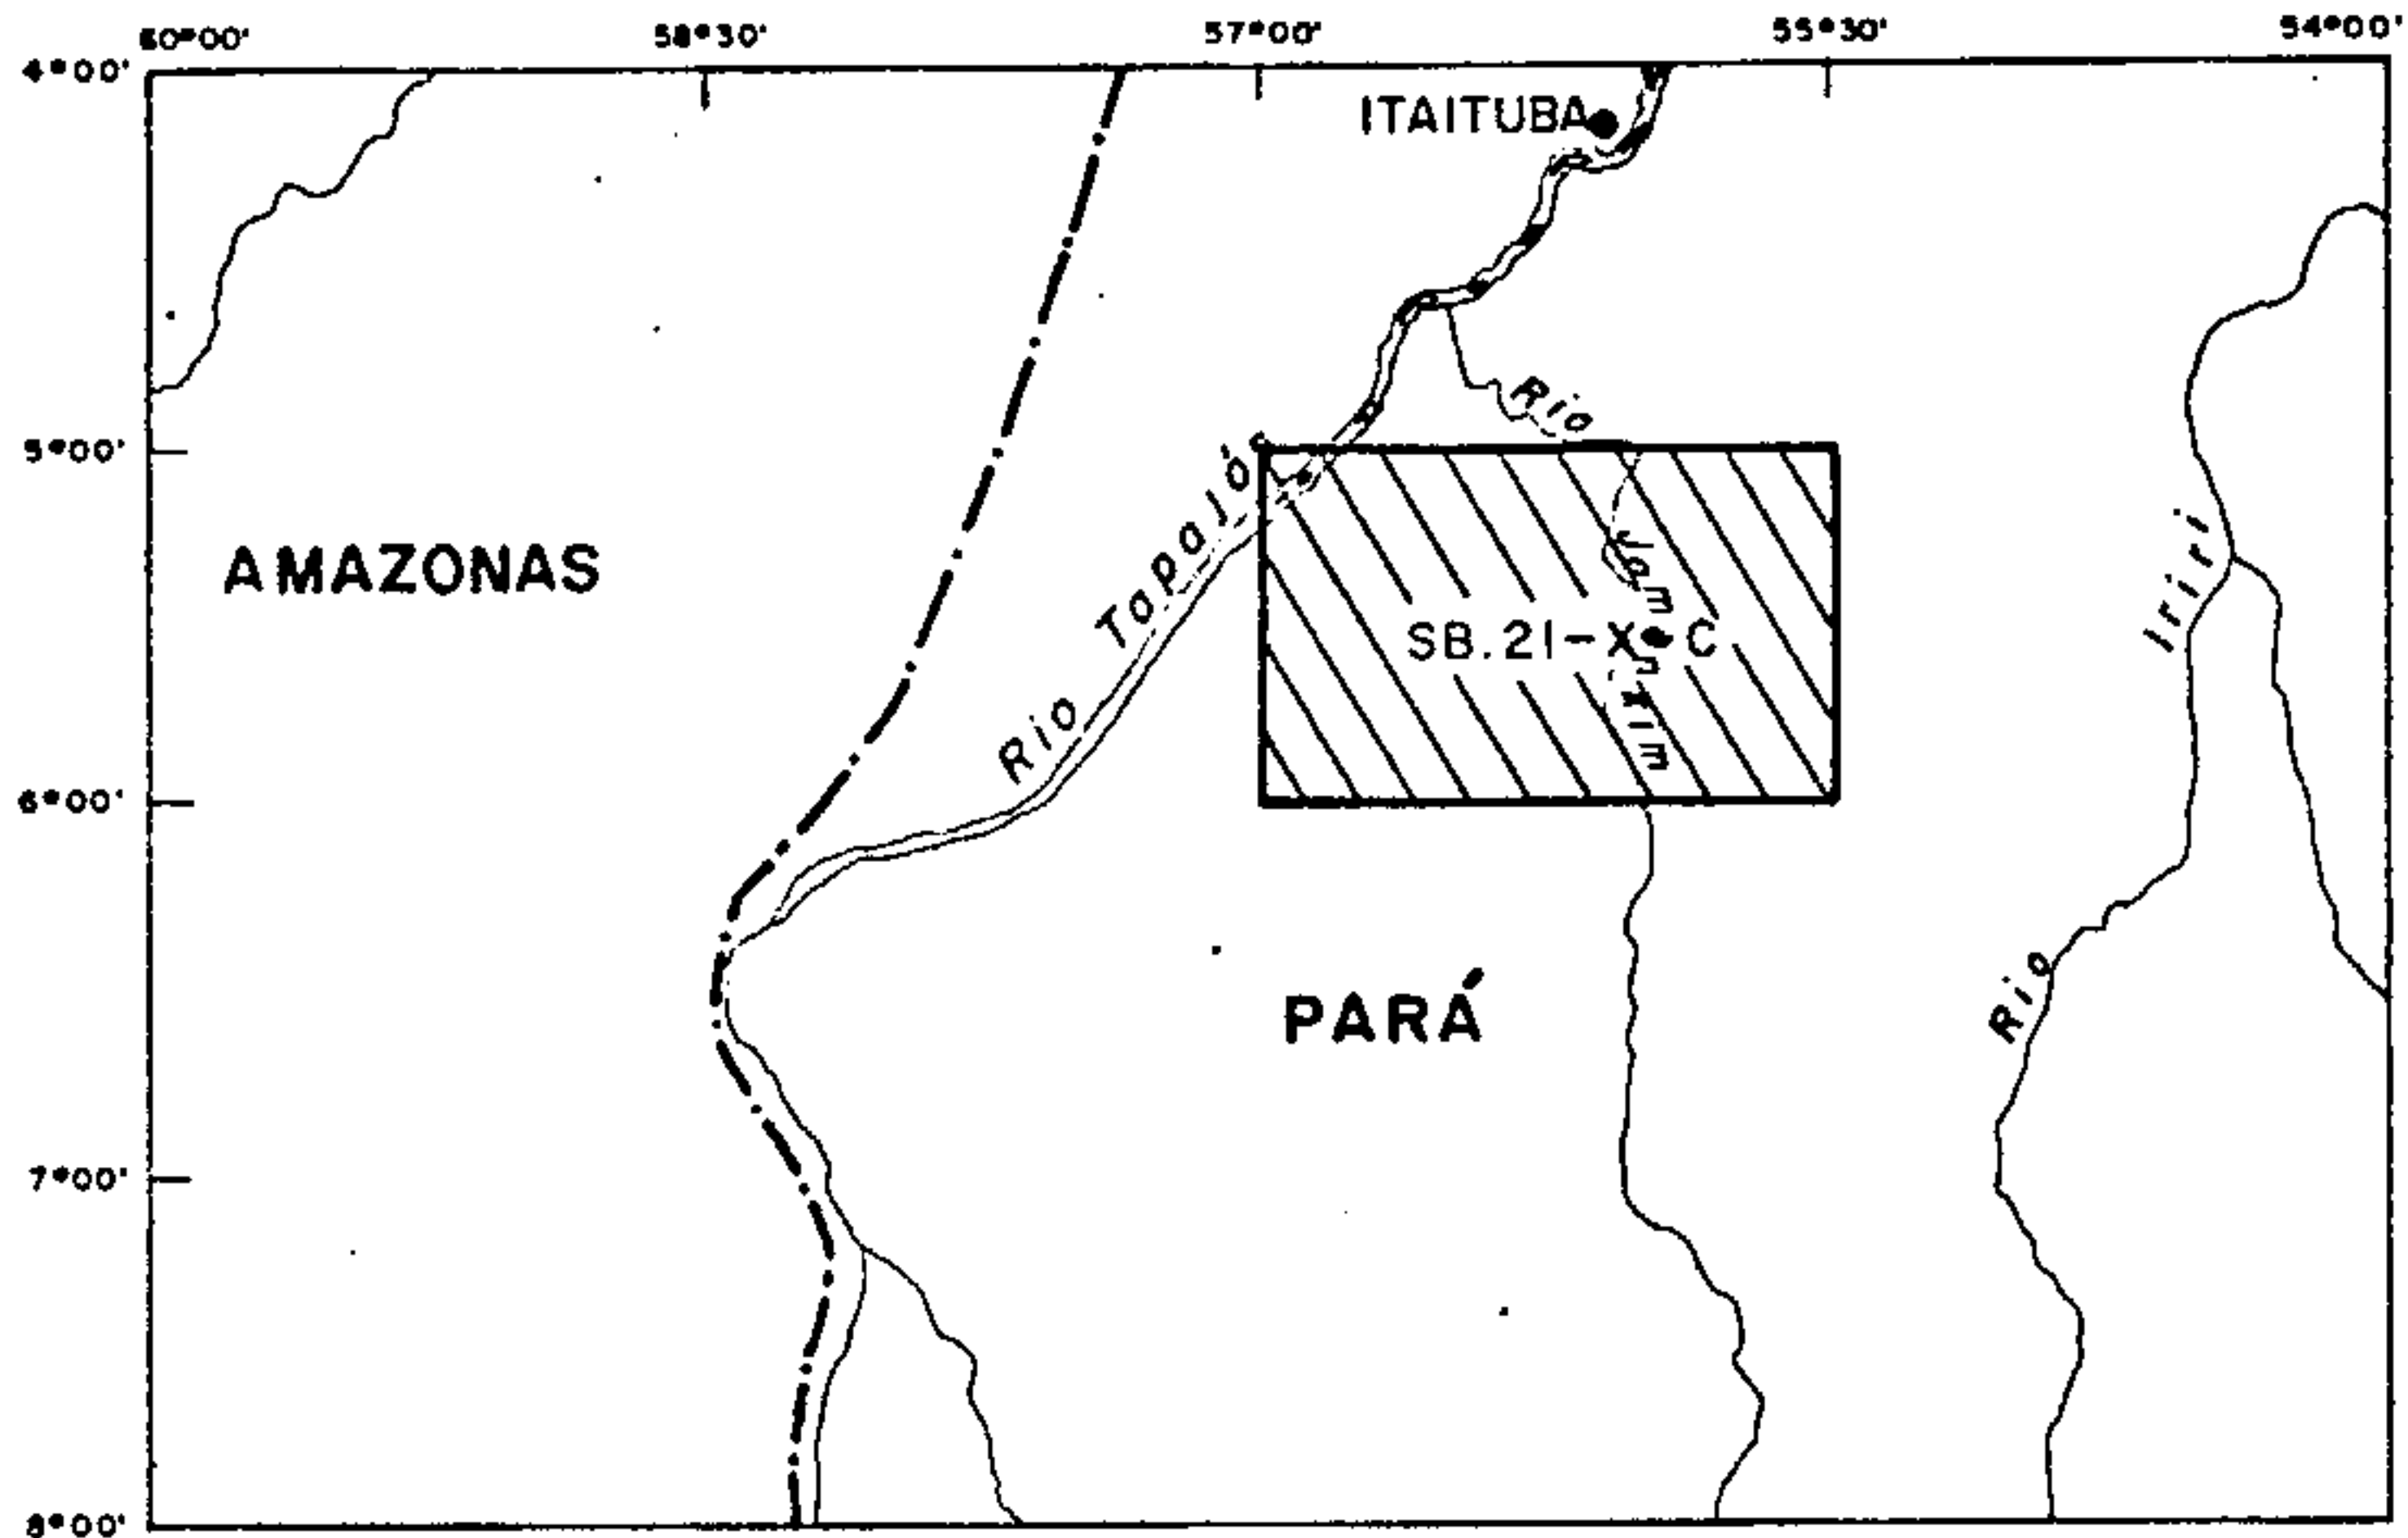 60°00' 58°30' 57°00' 55°30' 54°00'
4°00'
ITAITUBA
Rio
5°00'
Rio Tapajós
AMAZONAS
Jamanxim
SB.21-X-C
Rio Iriri
6°00'
PARÁ
7°00'
8°00'